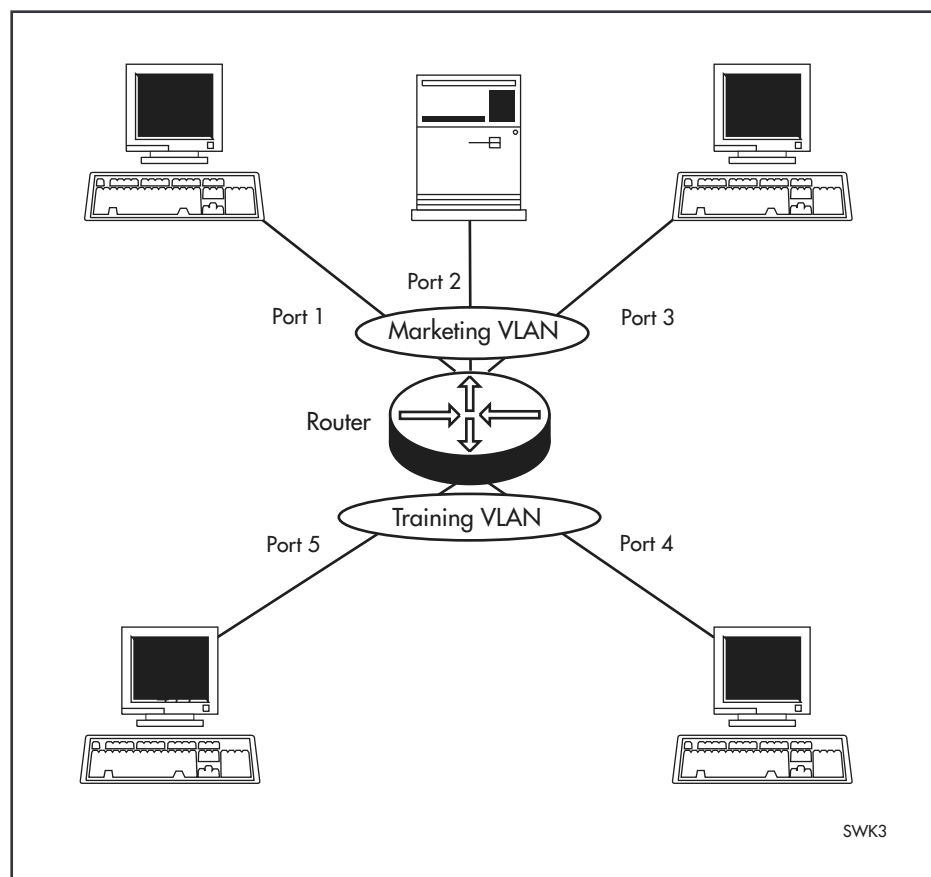 Port 2
Port 1
Port 3
Marketing VLAN
Router
Training VLAN
Port 5
Port 4
SWK3